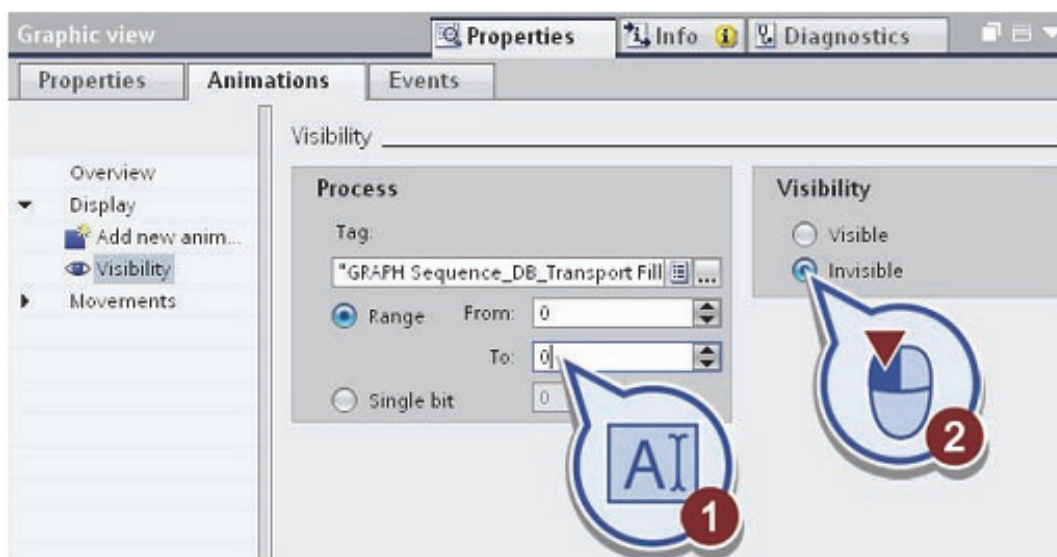 Graphic view
Properties
Info
Diagnostics
Properties
Animations
Events
Visibility
Overview
Display
Add new anim...
Visibility
Movements
Process
Tag:
"GRAPH Sequence_DB_Transport Fill
...
Range
From: 0
To: 0
Single bit
0
Visibility
Visible
Invisible
A
1
2